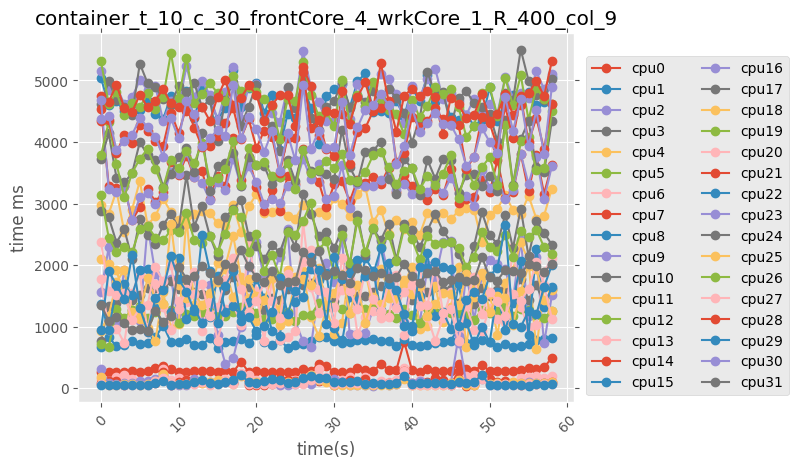 container_t_10_c_30_frontCore_4_wrkCore_1_R_400_col_9
time ms
5000
4000
3000
2000
1000
0
0
10
20
30
40
50
60
time(s)
cpu0
cpu1
cpu2
cpu3
cpu4
cpu5
cpu6
cpu7
cpu8
cpu9
cpu10
cpu11
cpu12
cpu13
cpu14
cpu15
cpu16
cpu17
cpu18
cpu19
cpu20
cpu21
cpu22
cpu23
cpu24
cpu25
cpu26
cpu27
cpu28
cpu29
cpu30
cpu31